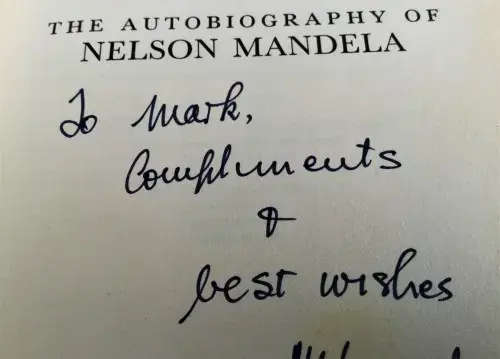 THE AUTOBIOGRAPHY OF
NELSON MANDELA
To Mark,
Compliments
&
best wishes